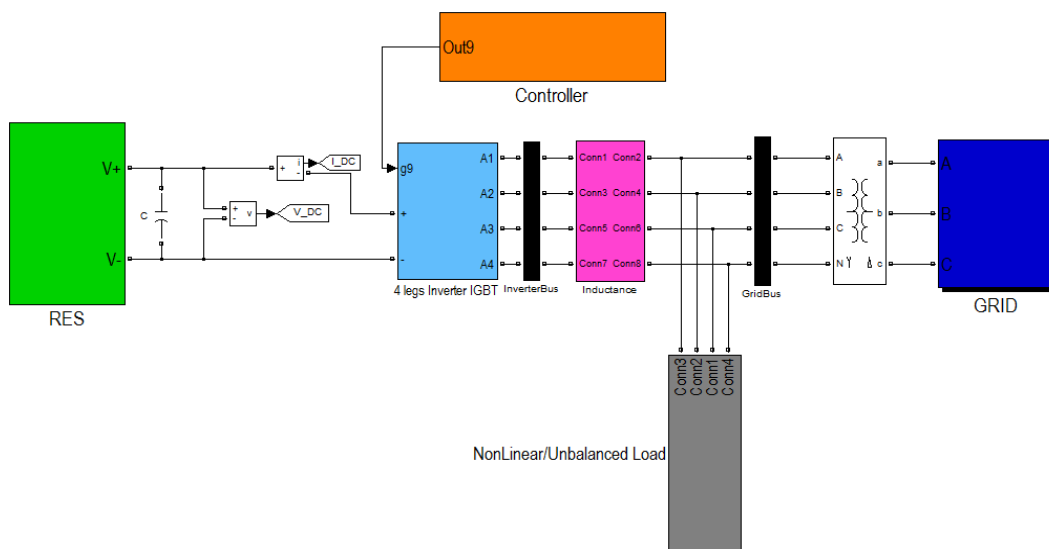 Out9
Controller
V+
V-
C
RES
+
-
i
I_DC
+
-
v
V_DC
g9
+
-
A1
A2
A3
A4
4 legs Inverter IGBT
InverterBus
Conn1 Conn2
Conn3 Conn4
Conn5 Conn6
Conn7 Conn8
Inductance
GridBus
A
B
C
N
a
b
c
A
B
C
GRID
Conn3
Conn2
Conn1
Conn4
NonLinear/Unbalanced Load